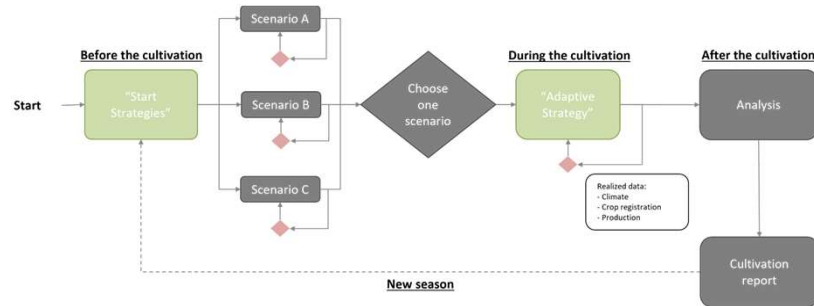 Scenario A
Before the cultivation
During the cultivation
After the cultivation
Start
"Start
Strategies"
Scenario B
Choose
one
scenario
"Adaptive
Strategy"
Analysis
Scenario C
Realized data:
- Climate
- Crop registration
- Production
Cultivation
report
New season